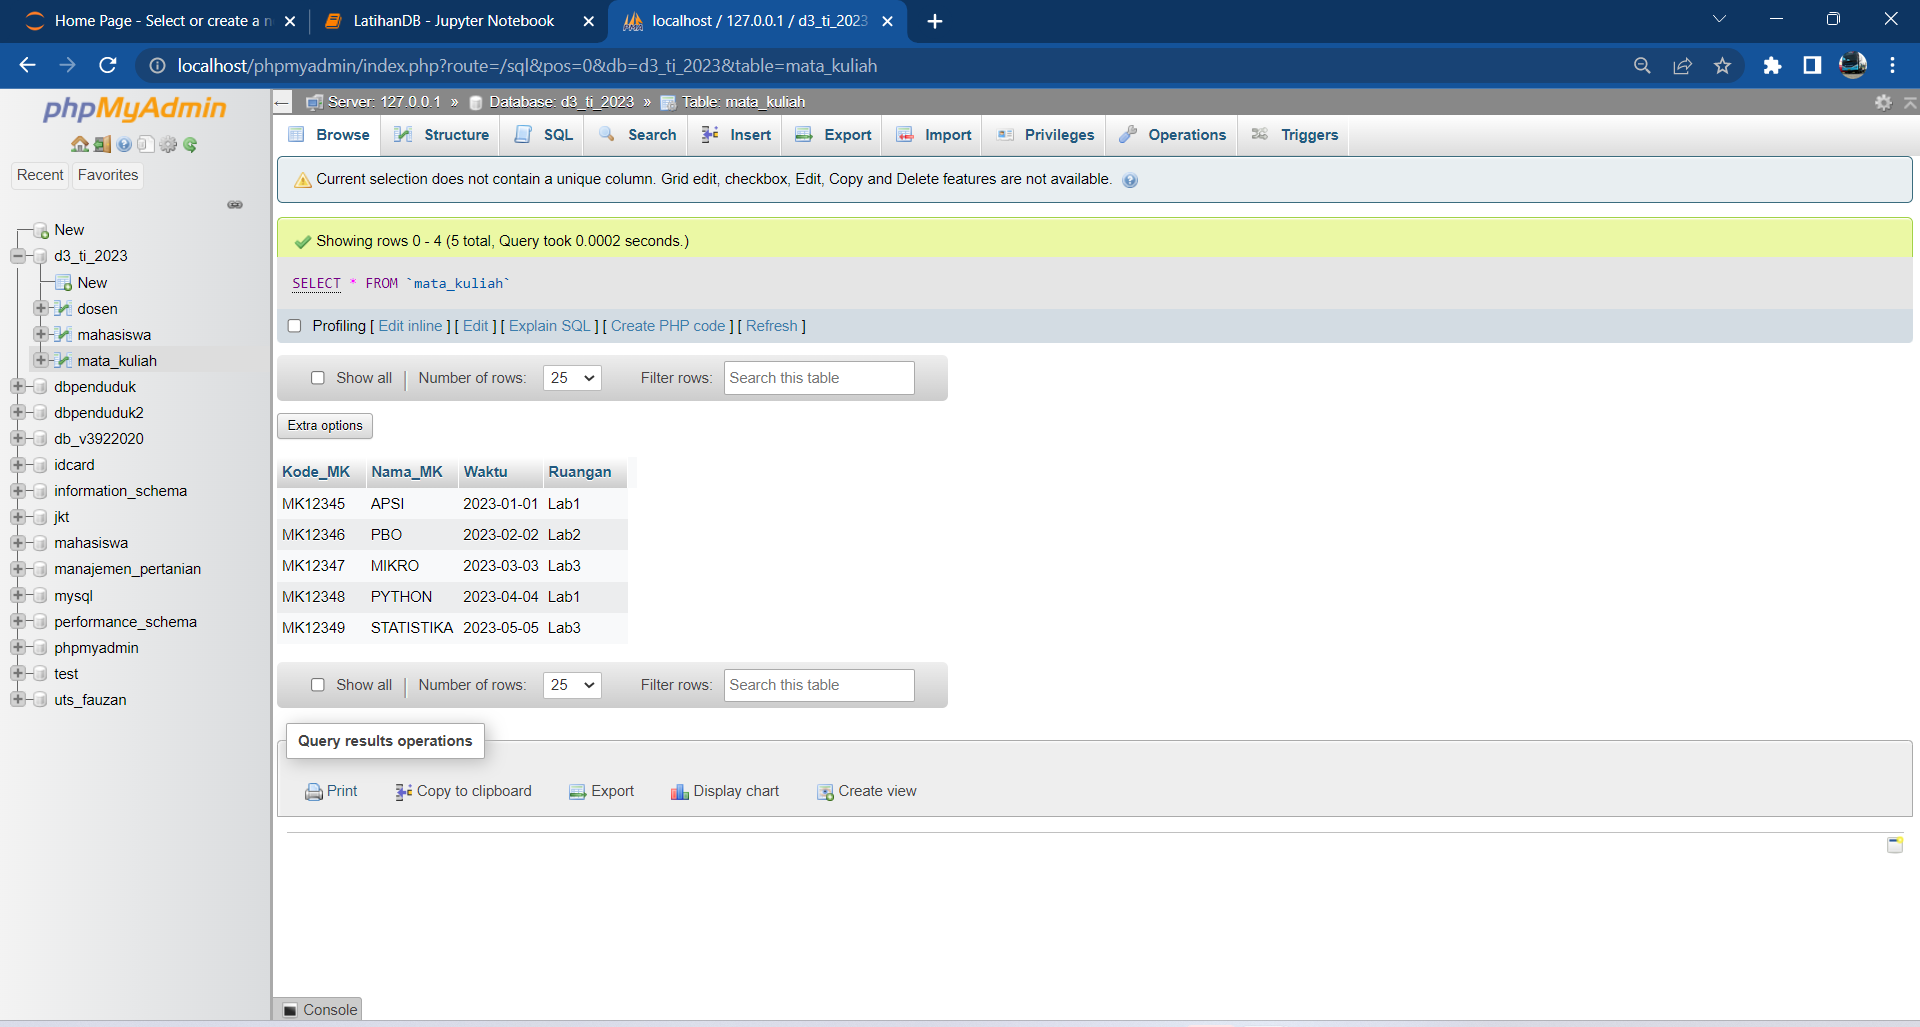 Home Page - Select or create a n
LatihanDB - Jupyter Notebook
localhost / 127.0.0.1 / d3_ti_2023
localhost/phpmyadmin/index.php?route=/sql&pos=0&db=d3_ti_2023&table=mata_kuliah
phpMyAdmin
Recent
Favorites
New
d3_ti_2023
New
dosen
mahasiswa
mata_kuliah
dbpenduduk
dbpenduduk2
db_v3922020
idcard
information_schema
jkt
mahasiswa
manajemen_pertanian
mysql
performance_schema
phpmyadmin
test
uts_fauzan
Server: 127.0.0.1 » Database: d3_ti_2023 » Table: mata_kuliah
Browse Structure SQL Search Insert Export Import Privileges Operations Triggers
Current selection does not contain a unique column. Grid edit, checkbox, Edit, Copy and Delete features are not available.
Showing rows 0 - 4 (5 total, Query took 0.0002 seconds.)
SELECT * FROM `mata_kuliah`
Profiling [ Edit inline ] [ Edit ] [ Explain SQL ] [ Create PHP code ] [ Refresh ]
Show all | Number of rows: 25 Filter rows: Search this table
Extra options
Kode_MK Nama_MK Waktu Ruangan
MK12345 APSI 2023-01-01 Lab1
MK12346 PBO 2023-02-02 Lab2
MK12347 MIKRO 2023-03-03 Lab3
MK12348 PYTHON 2023-04-04 Lab1
MK12349 STATISTIKA 2023-05-05 Lab3
Show all | Number of rows: 25 Filter rows: Search this table
Query results operations
Print Copy to clipboard Export Display chart Create view
Console